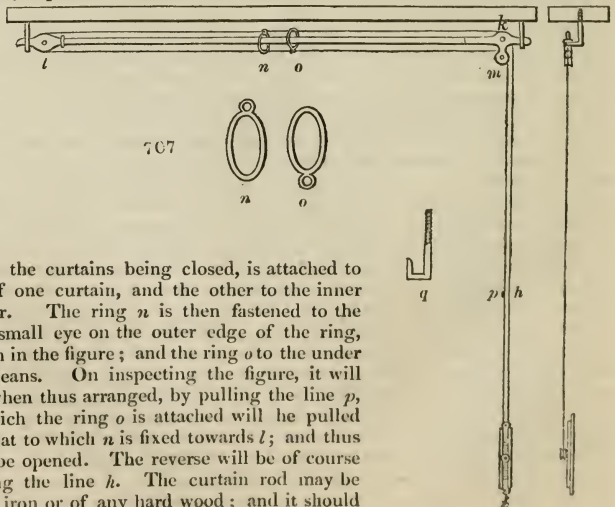 k
l
n o
m
707
n
o
q
p h
the curtains being closed, is attached to
f one curtain, and the other to the inner
r. The ring n is then fastened to the
small eye on the outer edge of the ring,
n in the figure; and the ring o to the under
eans. On inspecting the figure, it will
when thus arranged, by pulling the line p,
ich the ring o is attached will be pulled
at to which n is fixed towards l; and thus
be opened. The reverse will be of course
g the line h. The curtain rod may be
iron or of any hard wood; and it should